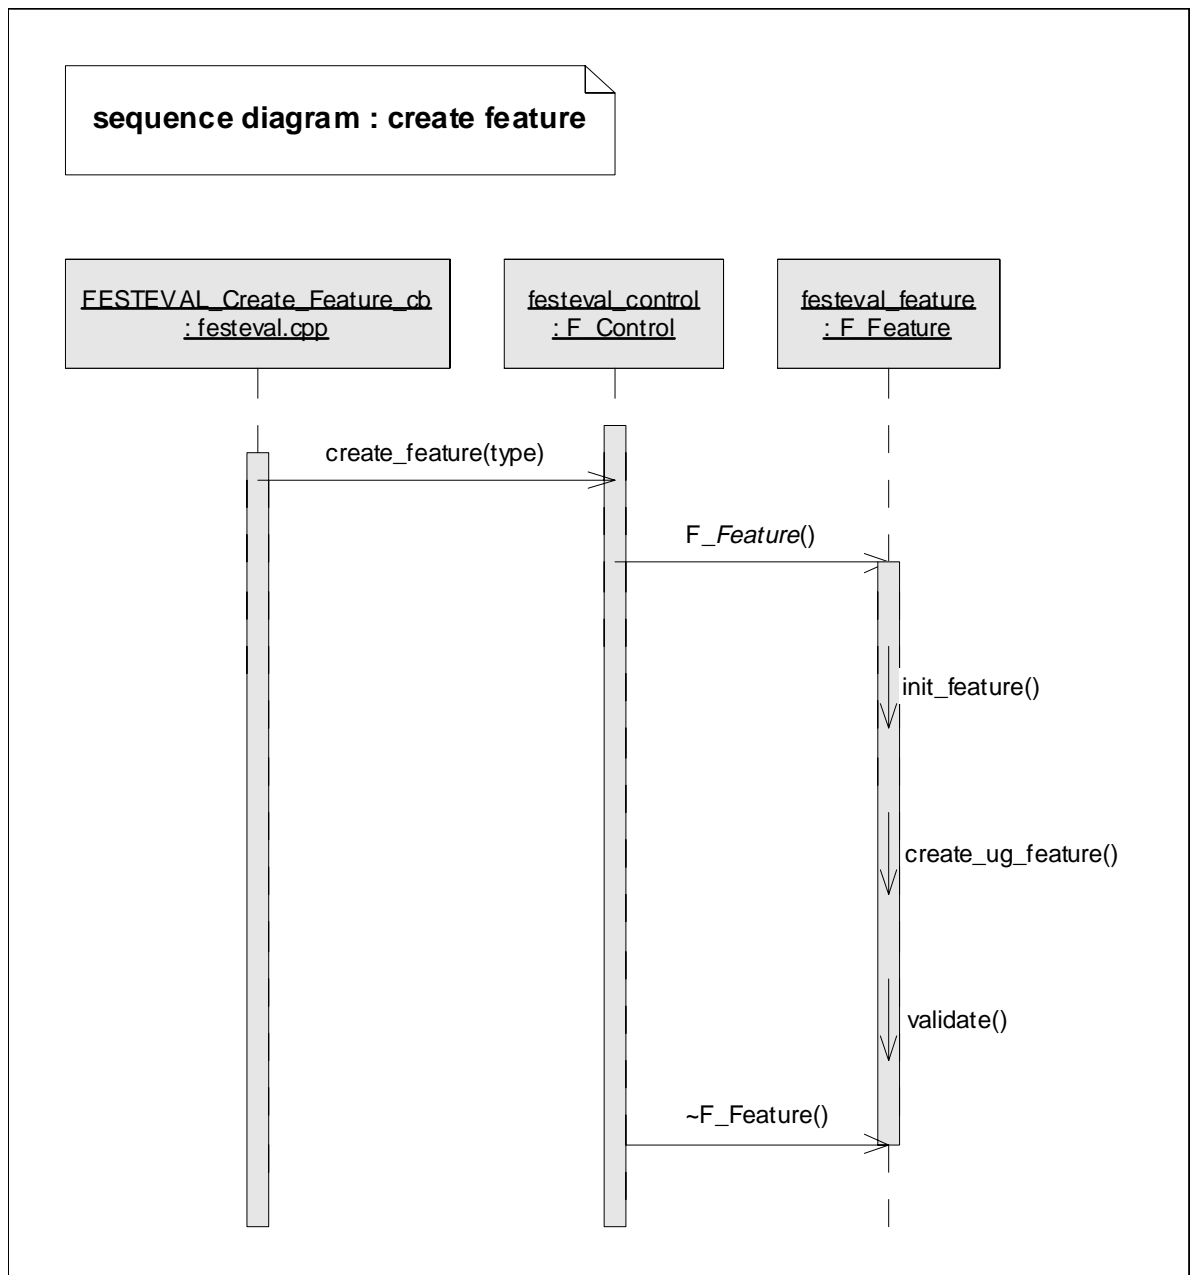 sequence diagram : create feature
FESTEVAL_Create_Feature_cb
: festeval.cpp
festeval_control
: F_Control
festeval_feature
: F_Feature
create_feature(type)
F_Feature()
init_feature()
create_ug_feature()
validate()
~F_Feature()